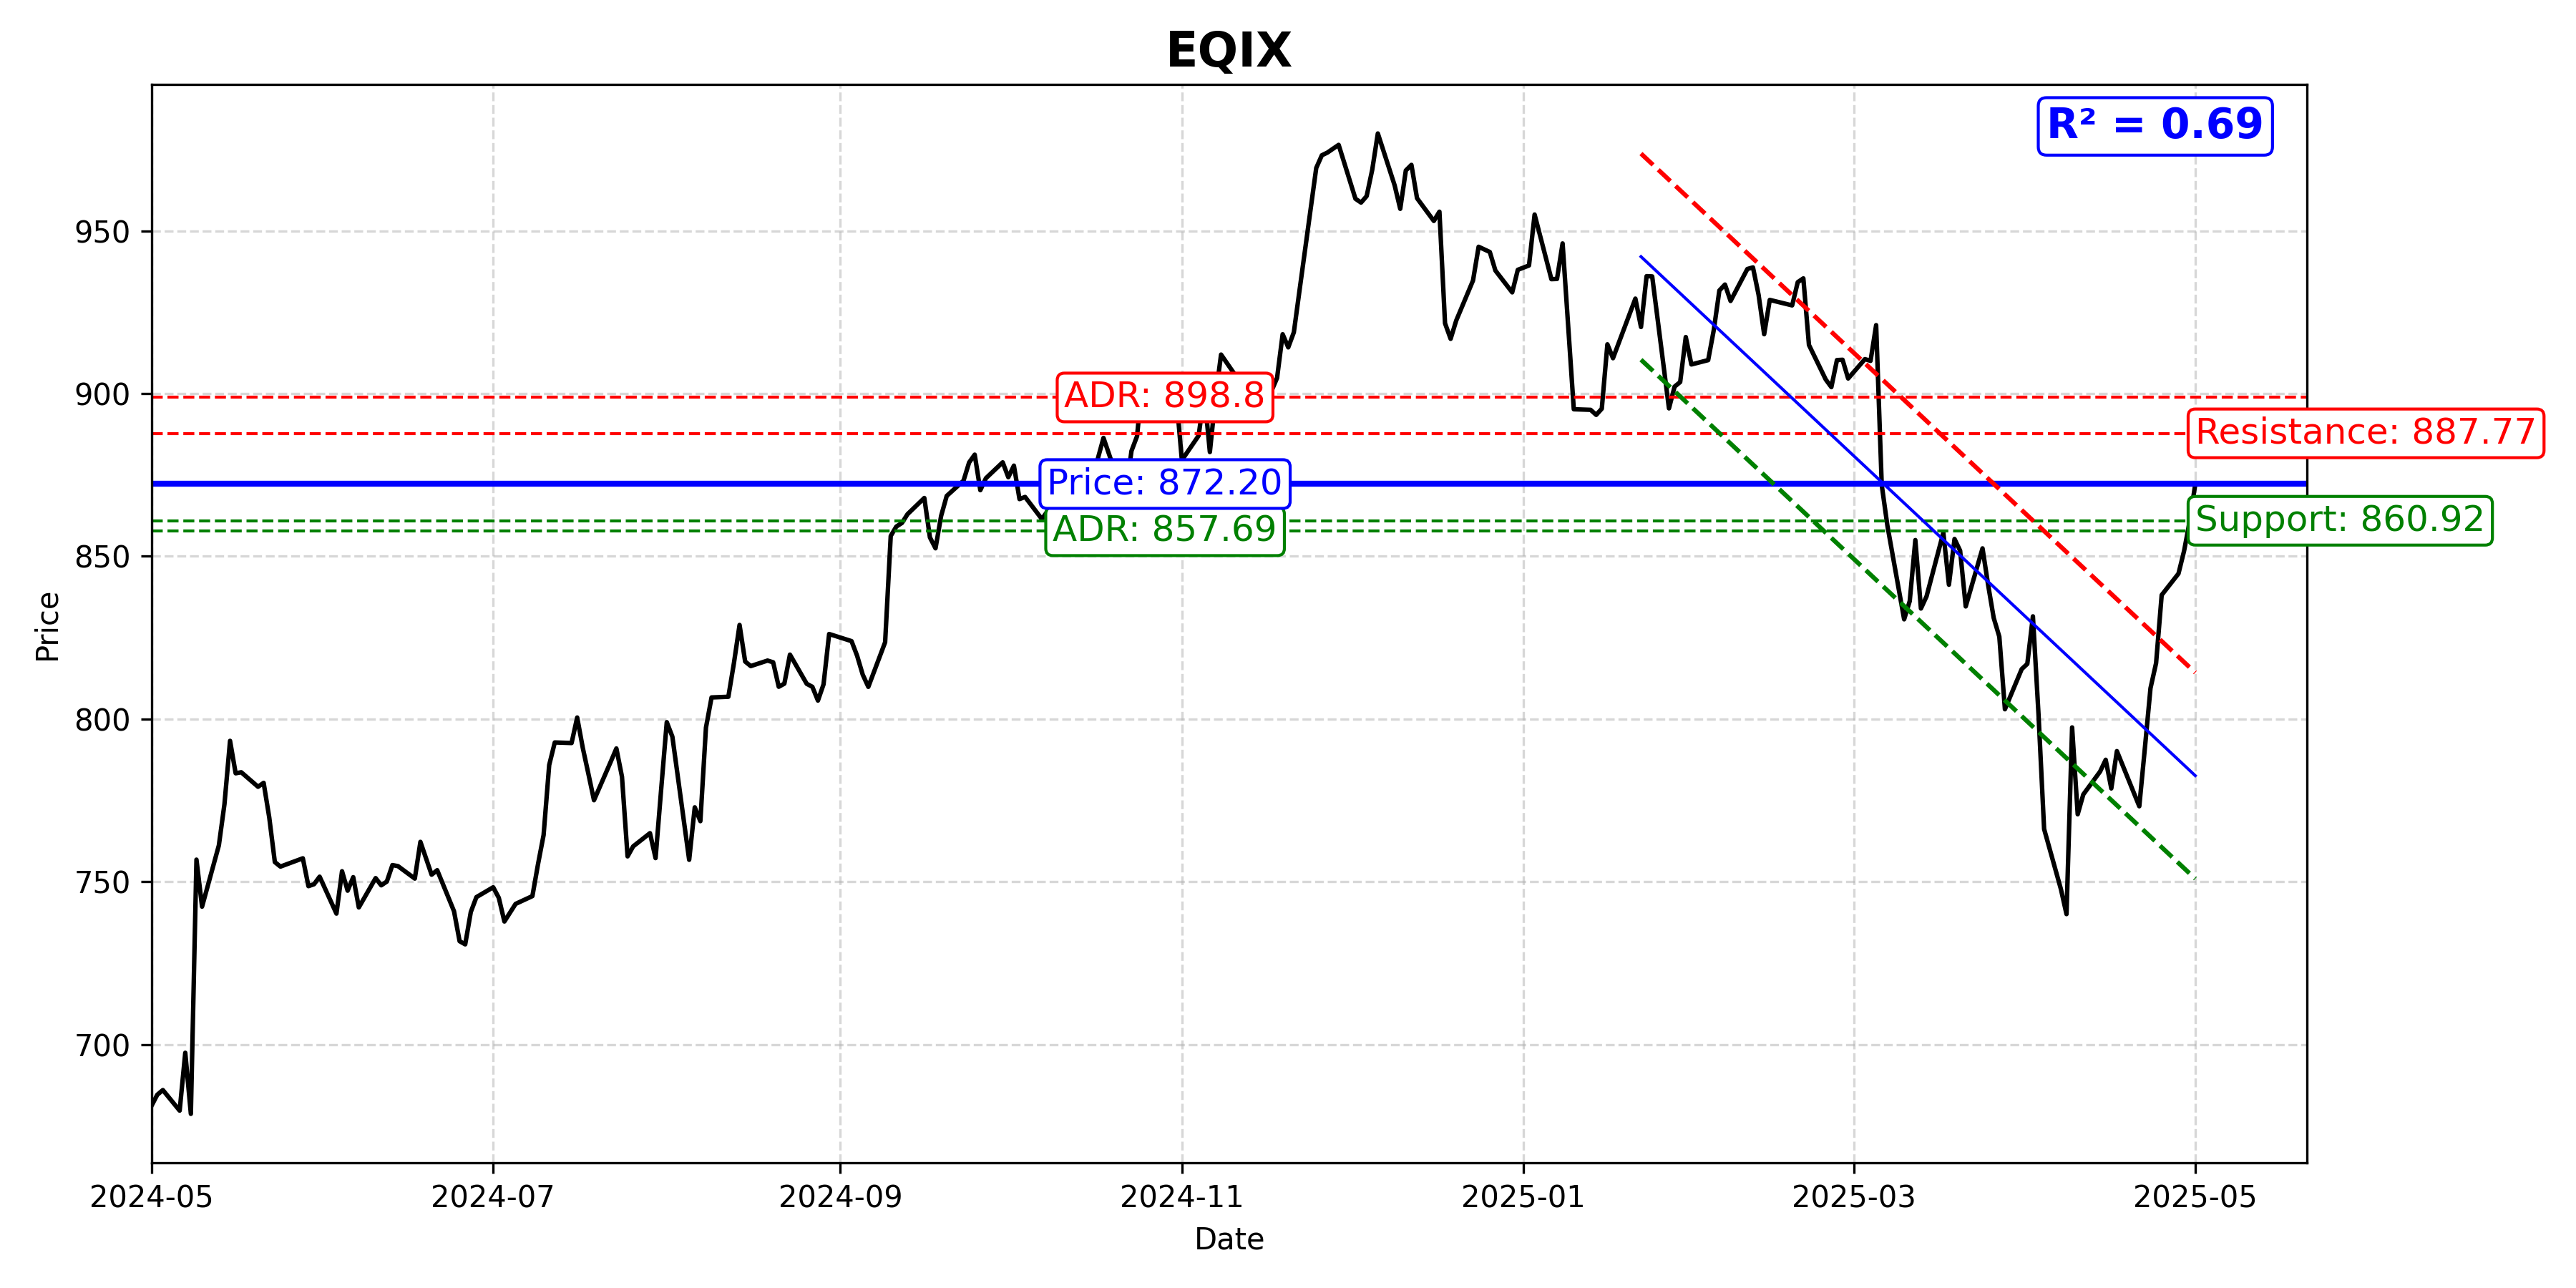 EQIX
R² = 0.69
950
900
850
800
750
700
Price
ADR: 898.8
Resistance: 887.77
Price: 872.20
Support: 860.92
ADR: 857.69
2024-05
2024-07
2024-09
2024-11
2025-01
2025-03
2025-05
Date